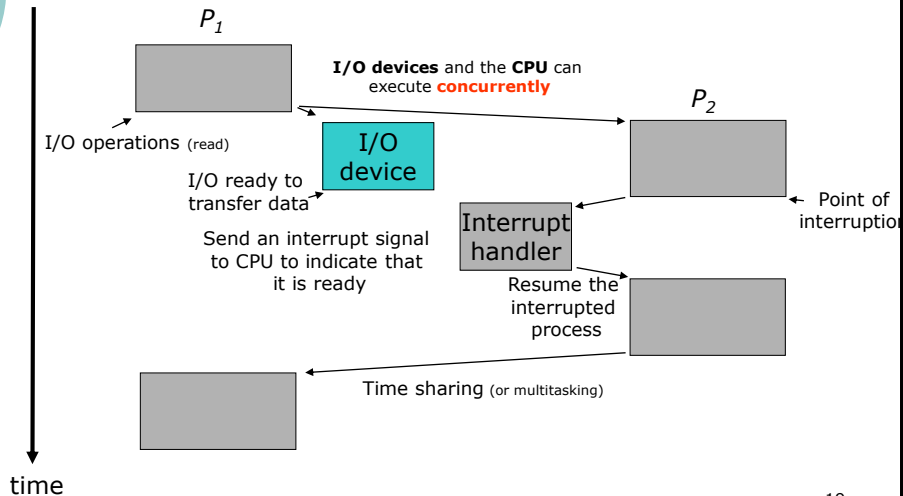 P1
I/O devices and the CPU can
execute concurrently
P2
I/O operations (read)
I/O
device
I/O ready to
transfer data
Point of
interruption
Interrupt
handler
Send an interrupt signal
to CPU to indicate that
it is ready
Resume the
interrupted
process
Time sharing (or multitasking)
time